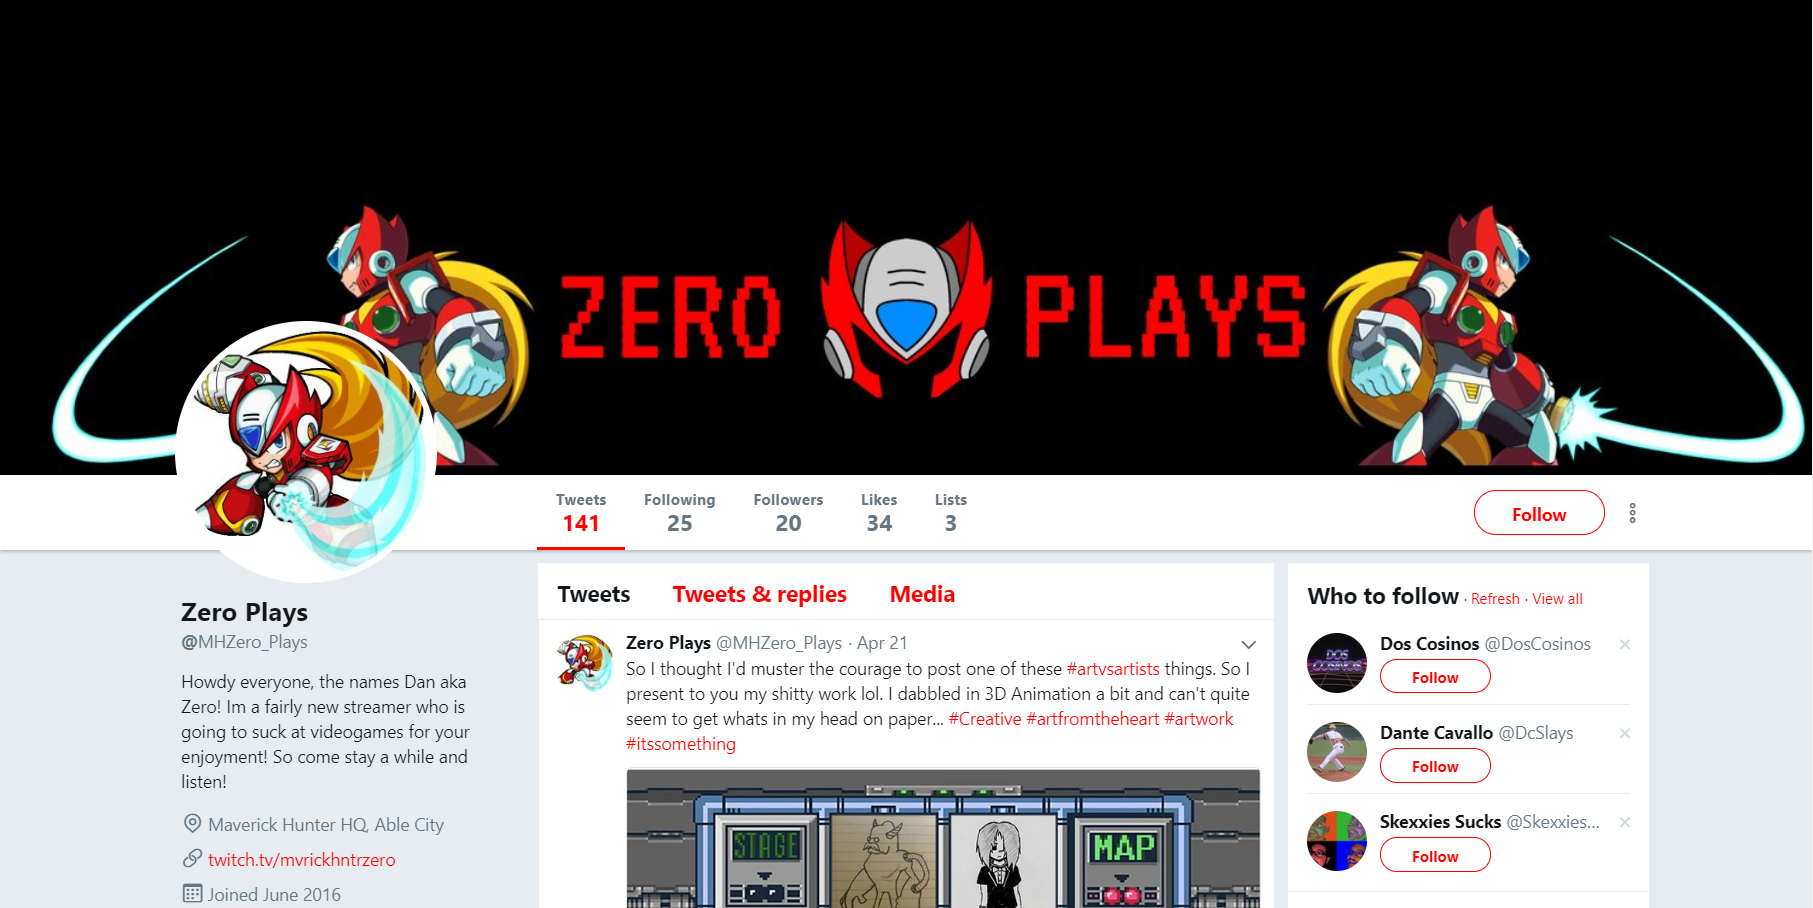 ZERO PLAYS
Tweets
141
Following
25
Followers
20
Likes
34
Lists
3
Follow
Zero Plays
@MHZero_Plays
Howdy everyone, the names Dan aka
Zero! Im a fairly new streamer who is
going to suck at videogames for your
enjoyment! So come stay a while and
listen!
Maverick Hunter HQ, Able City
twitch.tv/mvrickhntrzero
Joined June 2016
Tweets Tweets & replies Media
Zero Plays @MHZero_Plays · Apr 21
So I thought I'd muster the courage to post one of these #artvsartists things. So I
present to you my shitty work lol. I dabbled in 3D Animation a bit and can't quite
seem to get whats in my head on paper... #Creative #artfromtheheart #artwork
#itssomething
STAGE
MAP
Who to follow · Refresh · View all
DOS
COSINOS
Dos Cosinos @DosCosinos
Follow
Dante Cavallo @DcSlays
Follow
Skexxies Sucks @Skexxies...
Follow